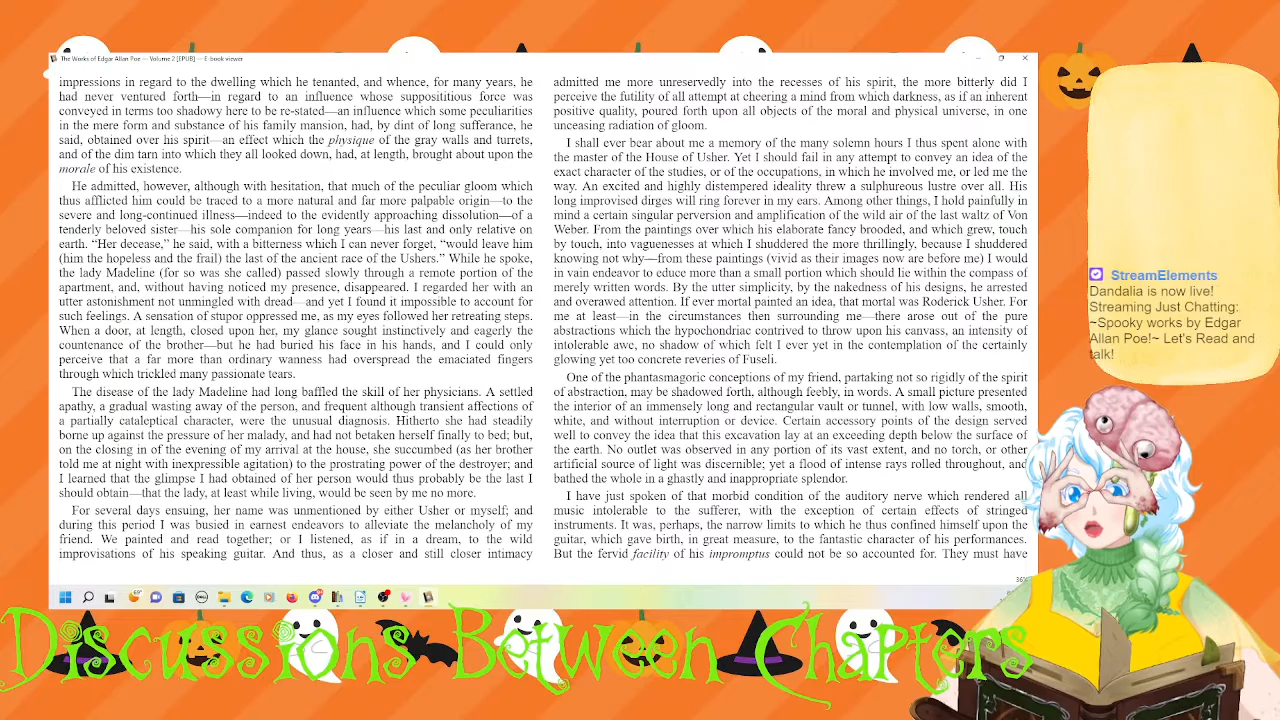 The Works of Edgar Allan Poe — Volume 2 [EPUB] — E-book viewer
impressions in regard to the dwelling which he tenanted, and whence, for many years, he
had never ventured forth—in regard to an influence whose supposititious force was
conveyed in terms too shadowy here to be re-stated—an influence which some peculiarities
in the mere form and substance of his family mansion, had, by dint of long sufferance, he
said, obtained over his spirit—an effect which the physique of the gray walls and turrets,
and of the dim tarn into which they all looked down, had, at length, brought about upon the
morale of his existence.
He admitted, however, although with hesitation, that much of the peculiar gloom which
thus afflicted him could be traced to a more natural and far more palpable origin—to the
severe and long-continued illness—indeed to the evidently approaching dissolution—of a
tenderly beloved sister—his sole companion for long years—his last and only relative on
earth. “Her decease,” he said, with a bitterness which I can never forget, “would leave him
(him the hopeless and the frail) the last of the ancient race of the Ushers.” While he spoke,
the lady Madeline (for so was she called) passed slowly through a remote portion of the
apartment, and, without having noticed my presence, disappeared. I regarded her with an
utter astonishment not unmingled with dread—and yet I found it impossible to account for
such feelings. A sensation of stupor oppressed me, as my eyes followed her retreating steps.
When a door, at length, closed upon her, my glance sought instinctively and eagerly the
countenance of the brother—but he had buried his face in his hands, and I could only
perceive that a far more than ordinary wanness had overspread the emaciated fingers
through which trickled many passionate tears.
The disease of the lady Madeline had long baffled the skill of her physicians. A settled
apathy, a gradual wasting away of the person, and frequent although transient affections of
a partially cataleptical character, were the unusual diagnosis. Hitherto she had steadily
borne up against the pressure of her malady, and had not betaken herself finally to bed; but,
on the closing in of the evening of my arrival at the house, she succumbed (as her brother
told me at night with inexpressible agitation) to the prostrating power of the destroyer; and
I learned that the glimpse I had obtained of her person would thus probably be the last I
should obtain—that the lady, at least while living, would be seen by me no more.
For several days ensuing, her name was unmentioned by either Usher or myself; and
during this period I was busied in earnest endeavors to alleviate the melancholy of my
friend. We painted and read together; or I listened, as if in a dream, to the wild
improvisations of his speaking guitar. And thus, as a closer and still closer intimacy
admitted me more unreservedly into the recesses of his spirit, the more bitterly did I
perceive the futility of all attempt at cheering a mind from which darkness, as if an inherent
positive quality, poured forth upon all objects of the moral and physical universe, in one
unceasing radiation of gloom.
I shall ever bear about me a memory of the many solemn hours I thus spent alone with
the master of the House of Usher. Yet I should fail in any attempt to convey an idea of the
exact character of the studies, or of the occupations, in which he involved me, or led me the
way. An excited and highly distempered ideality threw a sulphureous lustre over all. His
long improvised dirges will ring forever in my ears. Among other things, I hold painfully in
mind a certain singular perversion and amplification of the wild air of the last waltz of Von
Weber. From the paintings over which his elaborate fancy brooded, and which grew, touch
by touch, into vaguenesses at which I shuddered the more thrillingly, because I shuddered
knowing not why—from these paintings (vivid as their images now are before me) I would
in vain endeavor to educe more than a small portion which should lie within the compass of
merely written words. By the utter simplicity, by the nakedness of his designs, he arrested
and overawed attention. If ever mortal painted an idea, that mortal was Roderick Usher. For
me at least—in the circumstances then surrounding me—there arose out of the pure
abstractions which the hypochondriac contrived to throw upon his canvass, an intensity of
intolerable awe, no shadow of which felt I ever yet in the contemplation of the certainly
glowing yet too concrete reveries of Fuseli.
One of the phantasmagoric conceptions of my friend, partaking not so rigidly of the spirit
of abstraction, may be shadowed forth, although feebly, in words. A small picture presented
the interior of an immensely long and rectangular vault or tunnel, with low walls, smooth,
white, and without interruption or device. Certain accessory points of the design served
well to convey the idea that this excavation lay at an exceeding depth below the surface of
the earth. No outlet was observed in any portion of its vast extent, and no torch, or other
artificial source of light was discernible; yet a flood of intense rays rolled throughout, and
bathed the whole in a ghastly and inappropriate splendor.
I have just spoken of that morbid condition of the auditory nerve which rendered all
music intolerable to the sufferer, with the exception of certain effects of stringed
instruments. It was, perhaps, the narrow limits to which he thus confined himself upon the
guitar, which gave birth, in great measure, to the fantastic character of his performances.
But the fervid facility of his impromptus could not be so accounted for. They must have
StreamElements
Dandalia is now live!
Streaming Just Chatting:
~Spooky works by Edgar
Allan Poe!~ Let's Read and
talk!
Discussions Between Chapters